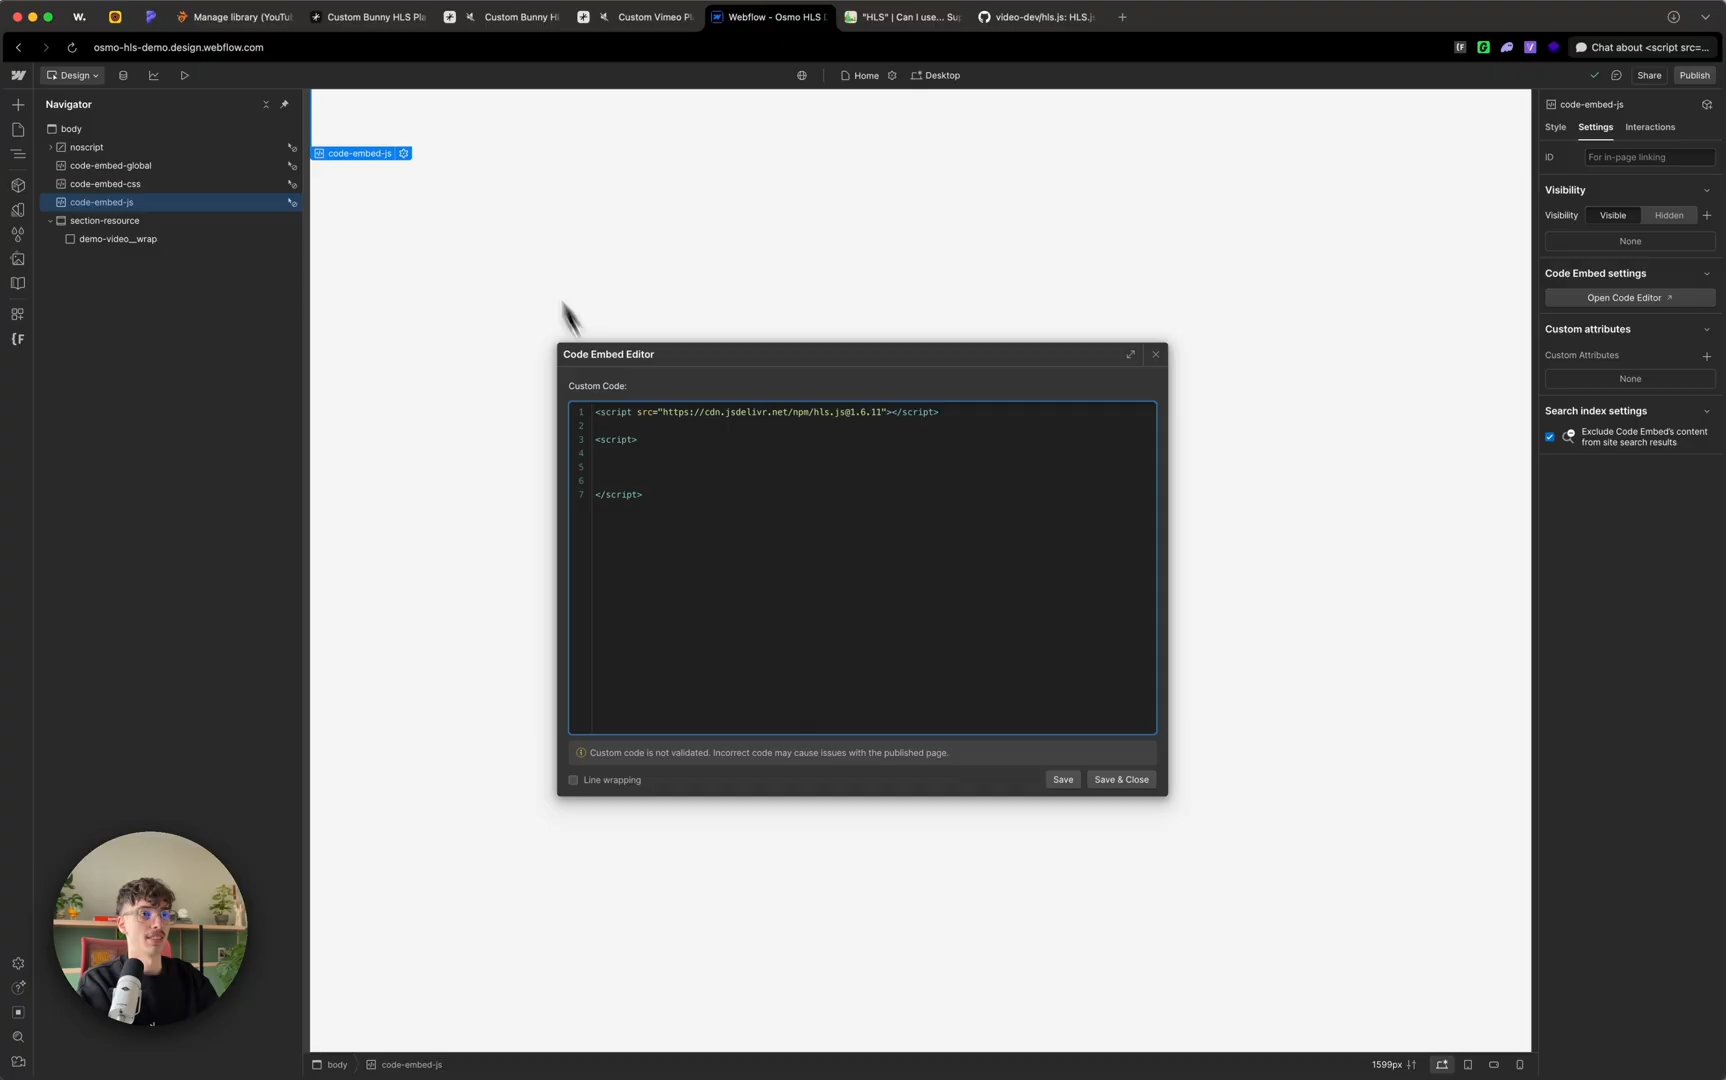 Manage library (YouTu
Custom Bunny HLS Pla
Custom Bunny Hl
Custom Vimeo Pl
Webflow - Osmo HLS D
"HLS" | Can I use... Sup
video-dev/hls.js: HLS.js
osmo-hls-demo.design.webflow.com
Chat about <script src=...
Design
Home
Desktop
Share
Publish
Navigator
body
noscript
code-embed-global
code-embed-css
code-embed-js
section-resource
demo-video__wrap
code-embed-js
Code Embed Editor
Custom Code:
1 <script src="https://cdn.jsdelivr.net/npm/hls.js@1.6.11"></script>
2
3 <script>
4
5
6
7 </script>
Custom code is not validated. Incorrect code may cause issues with the published page.
Line wrapping
Save
Save & Close
code-embed-js
Style
Settings
Interactions
ID
For in-page linking
Visibility
Visibility
Visible
Hidden
None
Code Embed settings
Open Code Editor
Custom attributes
Custom Attributes
None
Search index settings
Exclude Code Embed's content
from site search results
body
code-embed-js
1599px